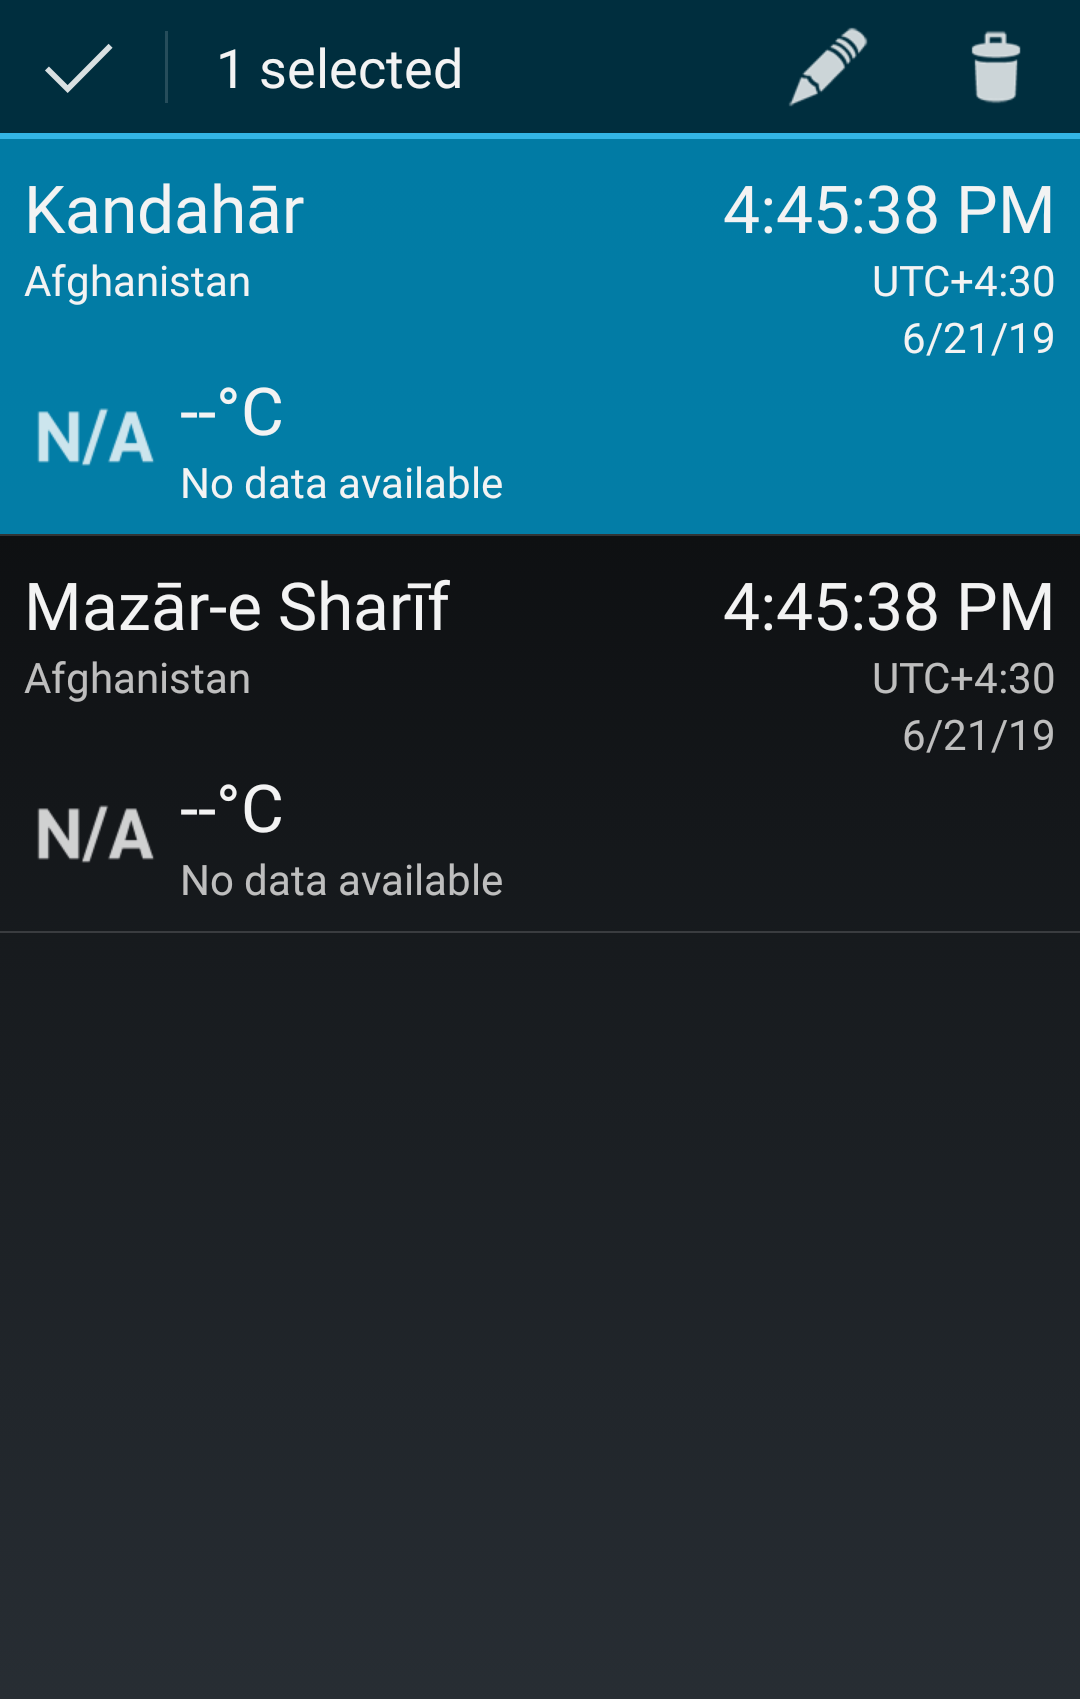 1 selected
Kandahār 4:45:38 PM
Afghanistan UTC+4:30
6/21/19
N/A --°C
No data available
Mazār-e Sharīf 4:45:38 PM
Afghanistan UTC+4:30
6/21/19
N/A --°C
No data available